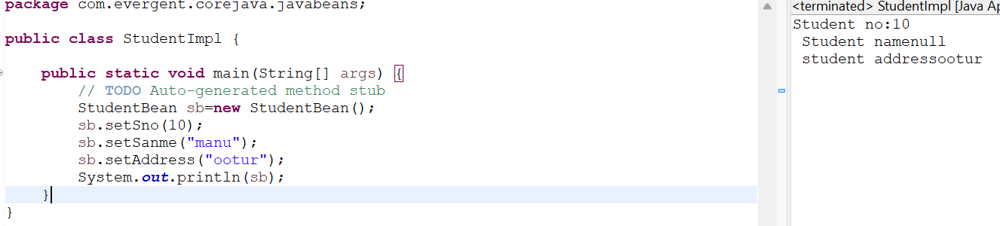 package com.evergent.corejava.javabeans;
public class StudentImpl {
public static void main(String[] args) {
// TODO Auto-generated method stub
StudentBean sb=new StudentBean();
sb.setSno(10);
sb.setSanme("manu");
sb.setAddress("ootur");
System.out.println(sb);
}
}
<terminated> StudentImpl [Java Ap
Student no:10
Student namenull
student addressootur